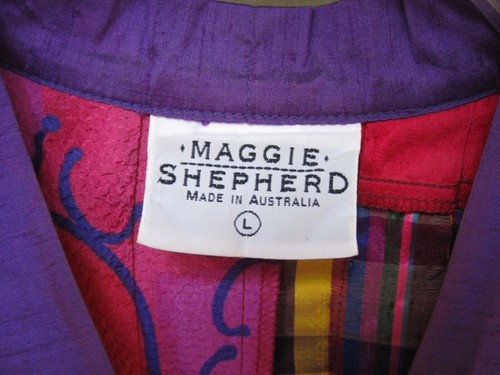 · MAGGIE ·
SHEPHERD
MADE IN AUSTRALIA
L